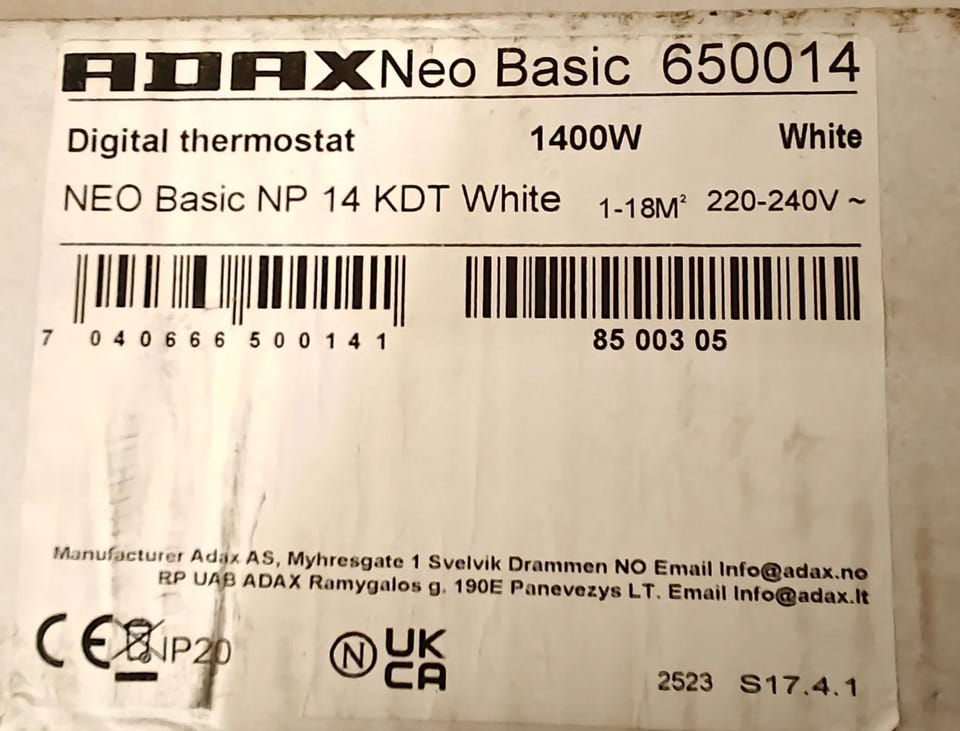 ADAX Neo Basic 650014
Digital thermostat 1400W White
NEO Basic NP 14 KDT White 1-18M² 220-240V ~
7 040666 500141 85 003 05
Manufacturer Adax AS, Myhresgate 1 Svelvik Drammen NO Email Info@adax.no
RP UAB ADAX Ramygalos g. 190E Panevezys LT. Email Info@adax.lt
CE IP20 N UK
CA
2523 S17.4.1